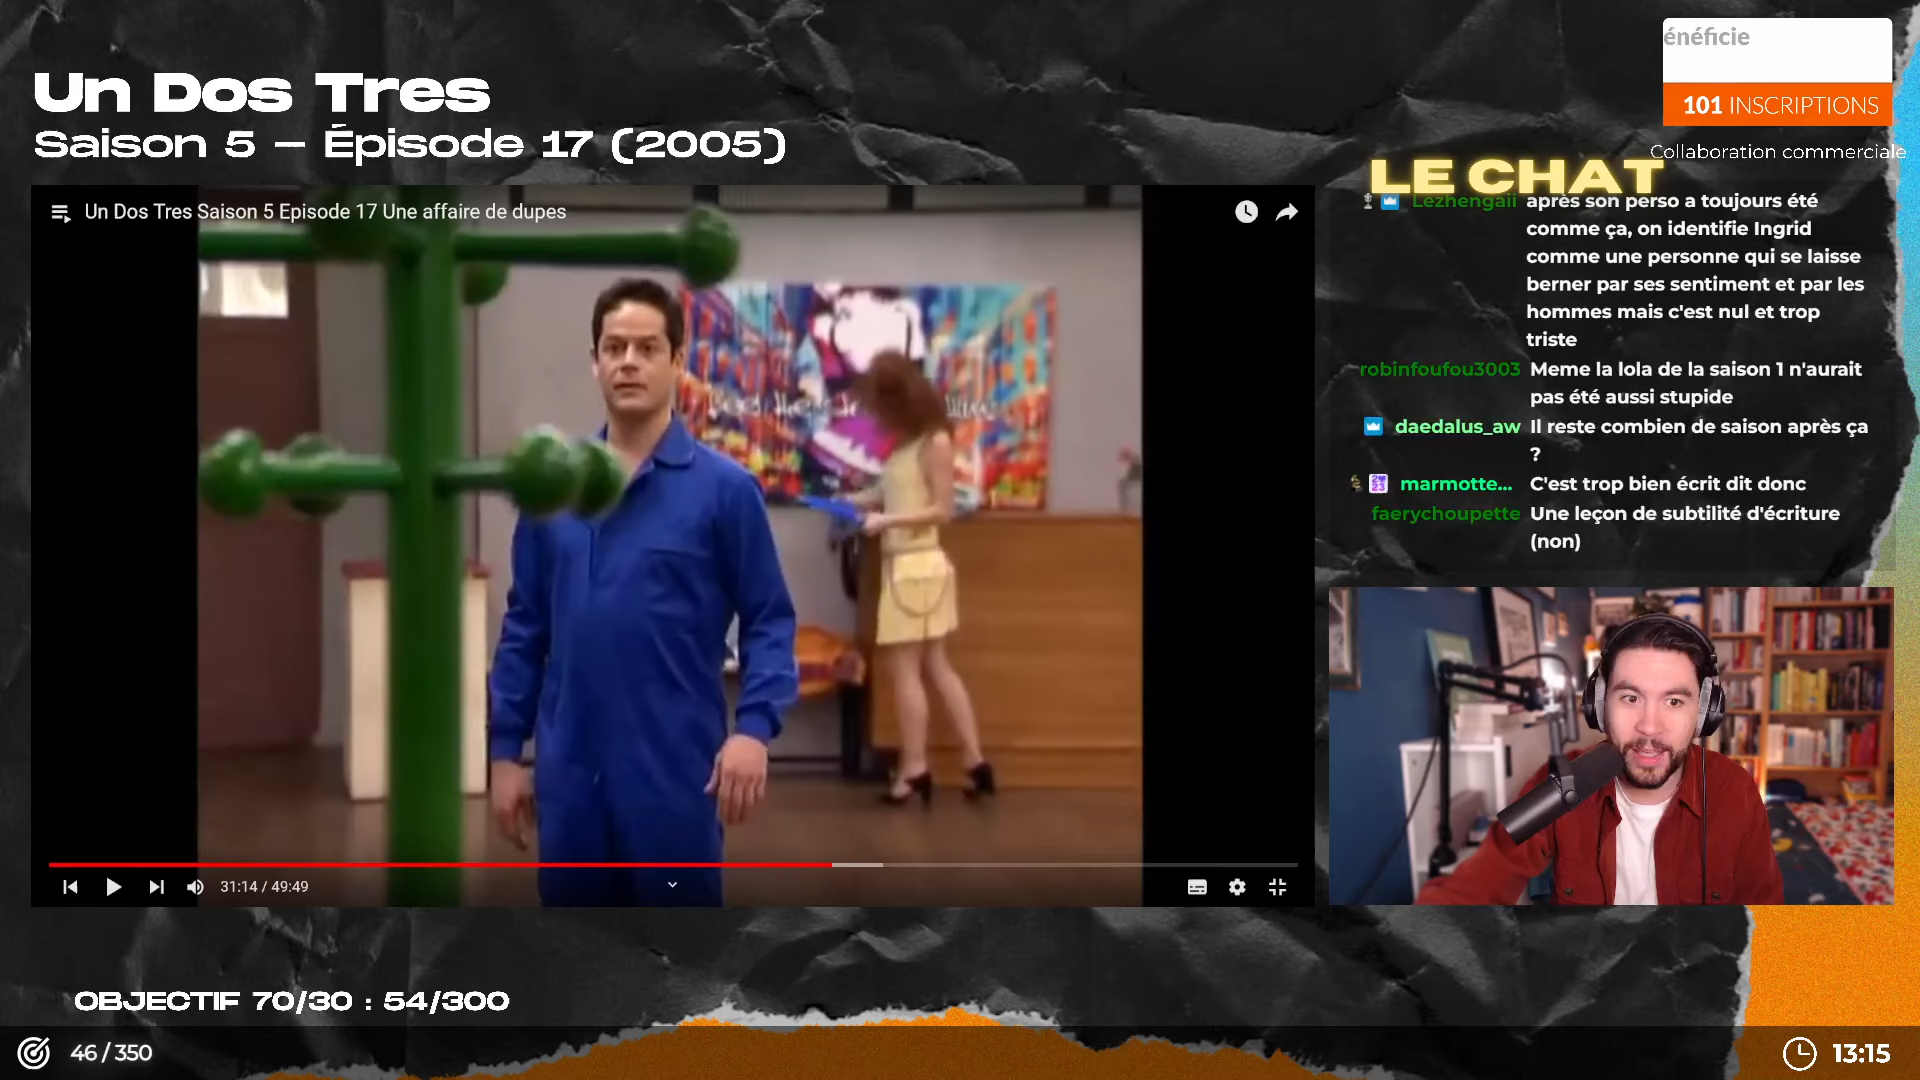 énéficie
101 INSCRIPTIONS
Collaboration commerciale
Un Dos Tres
Saison 5 – Épisode 17 (2005)
Un Dos Tres Saison 5 Episode 17 Une affaire de dupes
31:14 / 49:49
LE CHAT
Lezhengaii après son perso a toujours été
comme ça, on identifie Ingrid
comme une personne qui se laisse
berner par ses sentiment et par les
hommes mais c'est nul et trop
triste
robinfoufou3003 Meme la lola de la saison 1 n'aurait
pas été aussi stupide
daedalus_aw Il reste combien de saison après ça
?
marmotte... C'est trop bien écrit dit donc
faerychoupette Une leçon de subtilité d'écriture
(non)
OBJECTIF 70/30 : 54/300
46 / 350
13:15